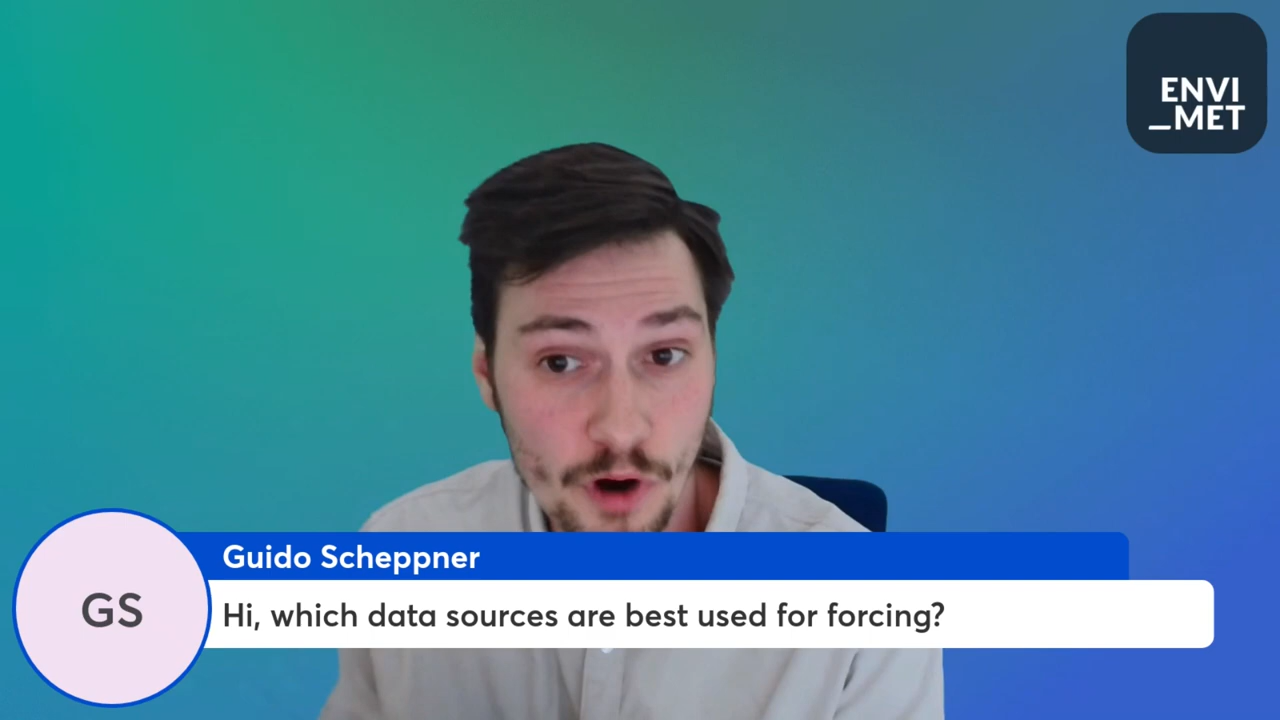 ENVI
_MET
Guido Scheppner
GS
Hi, which data sources are best used for forcing?